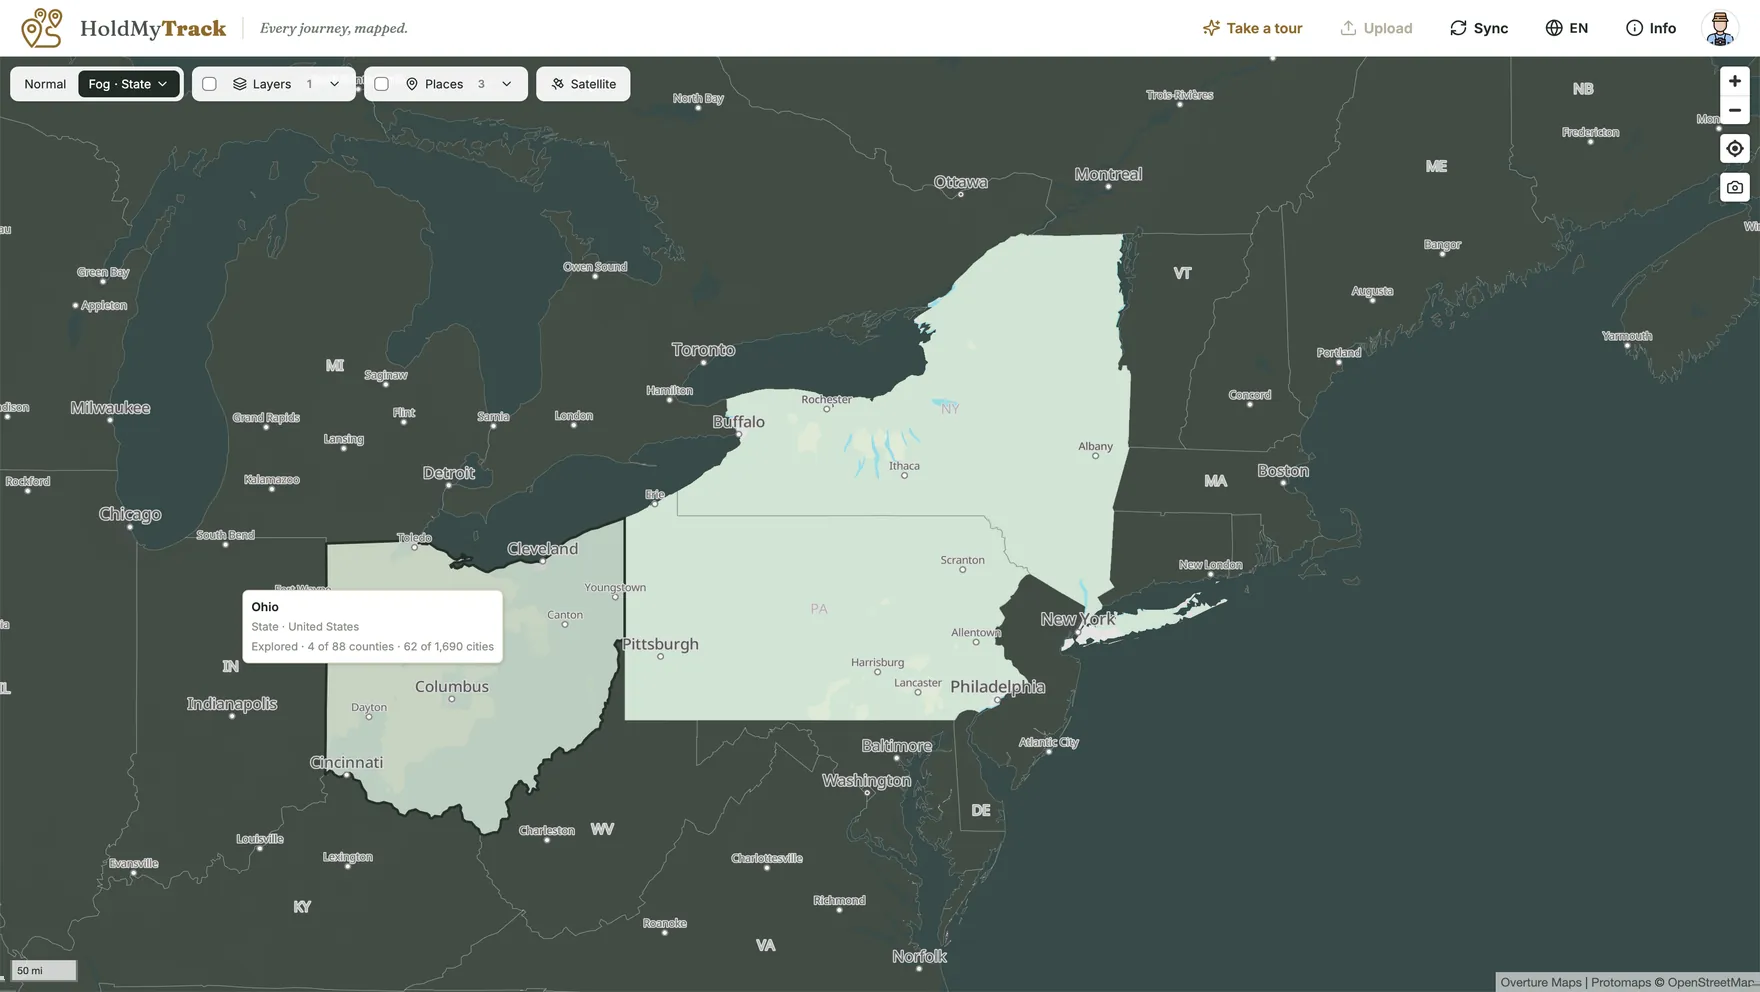 HoldMyTrack
Every journey, mapped.
Take a tour
Upload
Sync
EN
Info
Normal
Fog · State
Layers 1
Places 3
Satellite
North Bay
Trois-Rivières
NB
Fredericton
Ottawa
Montreal
ME
Bangor
VT
Green Bay
Owen Sound
Augusta
Appleton
Yarmouth
Toronto
Portland
MI
Saginaw
Hamilton
Concord
Milwaukee
Rochester
NY
Grand Rapids
Flint
Sarnia
London
Buffalo
Lansing
Albany
Ithaca
Boston
Detroit
MA
Rockford
Kalamazoo
Erie
Chicago
South Bend
Toledo
Cleveland
Scranton
New London
Fort Wayne
Youngstown
Ohio
State · United States
Explored · 4 of 88 counties · 62 of 1,690 cities
Canton
PA
New York
Allentown
Pittsburgh
IN
Harrisburg
Lancaster
Philadelphia
Columbus
Indianapolis
Dayton
Atlantic City
Baltimore
Cincinnati
Washington
DE
Charleston
WV
Louisville
Lexington
Evansville
Charlottesville
Richmond
KY
Roanoke
VA
Norfolk
50 mi
Overture Maps | Protomaps © OpenStreetMap